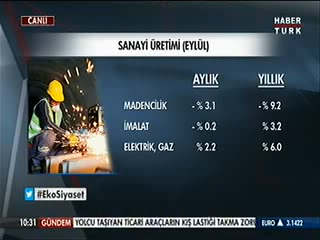 CANLI
HABER
TURK
SANAYİ ÜRETİMİ (EYLÜL)
AYLIK YILLIK
MADENCİLİK - % 3.1 - % 9.2
İMALAT - % 0.2 % 3.2
ELEKTRİK, GAZ % 2.2 % 6.0
#EkoSiyaset
10:31 GÜNDEM YOLCU TAŞIYAN TİCARİ ARAÇLARIN KIŞ LASTİĞİ TAKMA ZORU EURO ▲ 3.1422